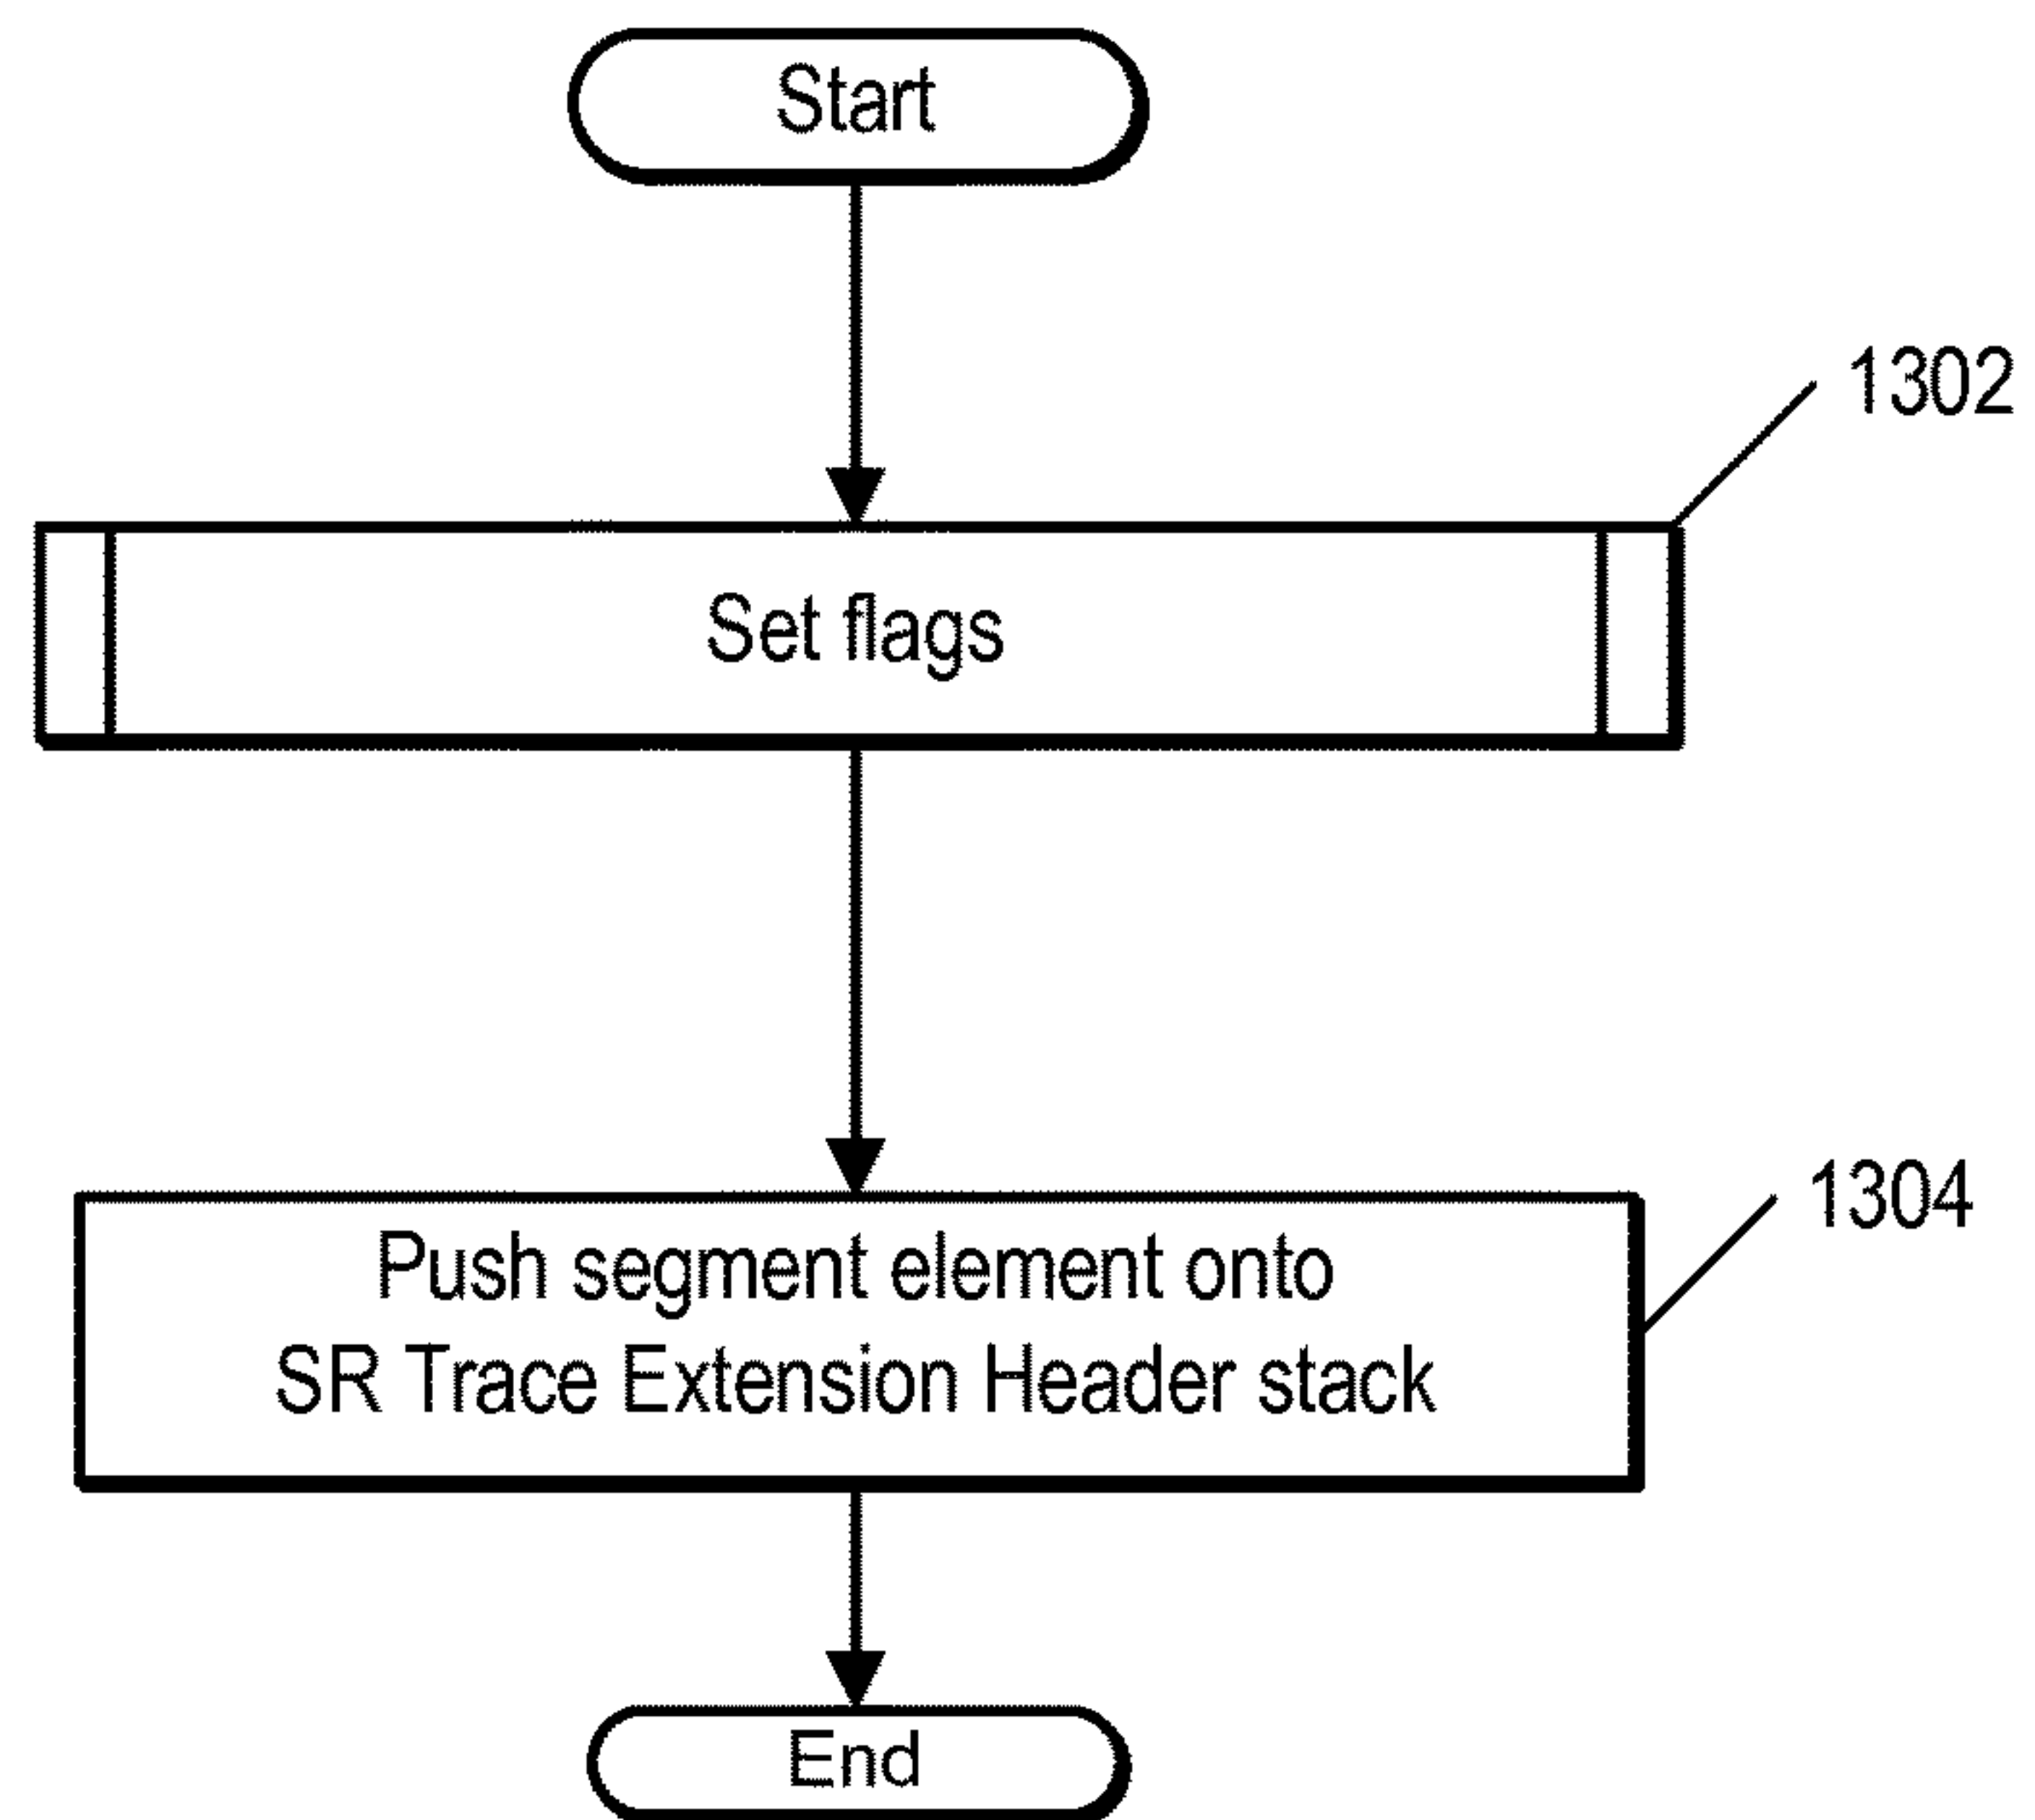 Start
1302
Set flags
1304
Push segment element onto
SR Trace Extension Header stack
End